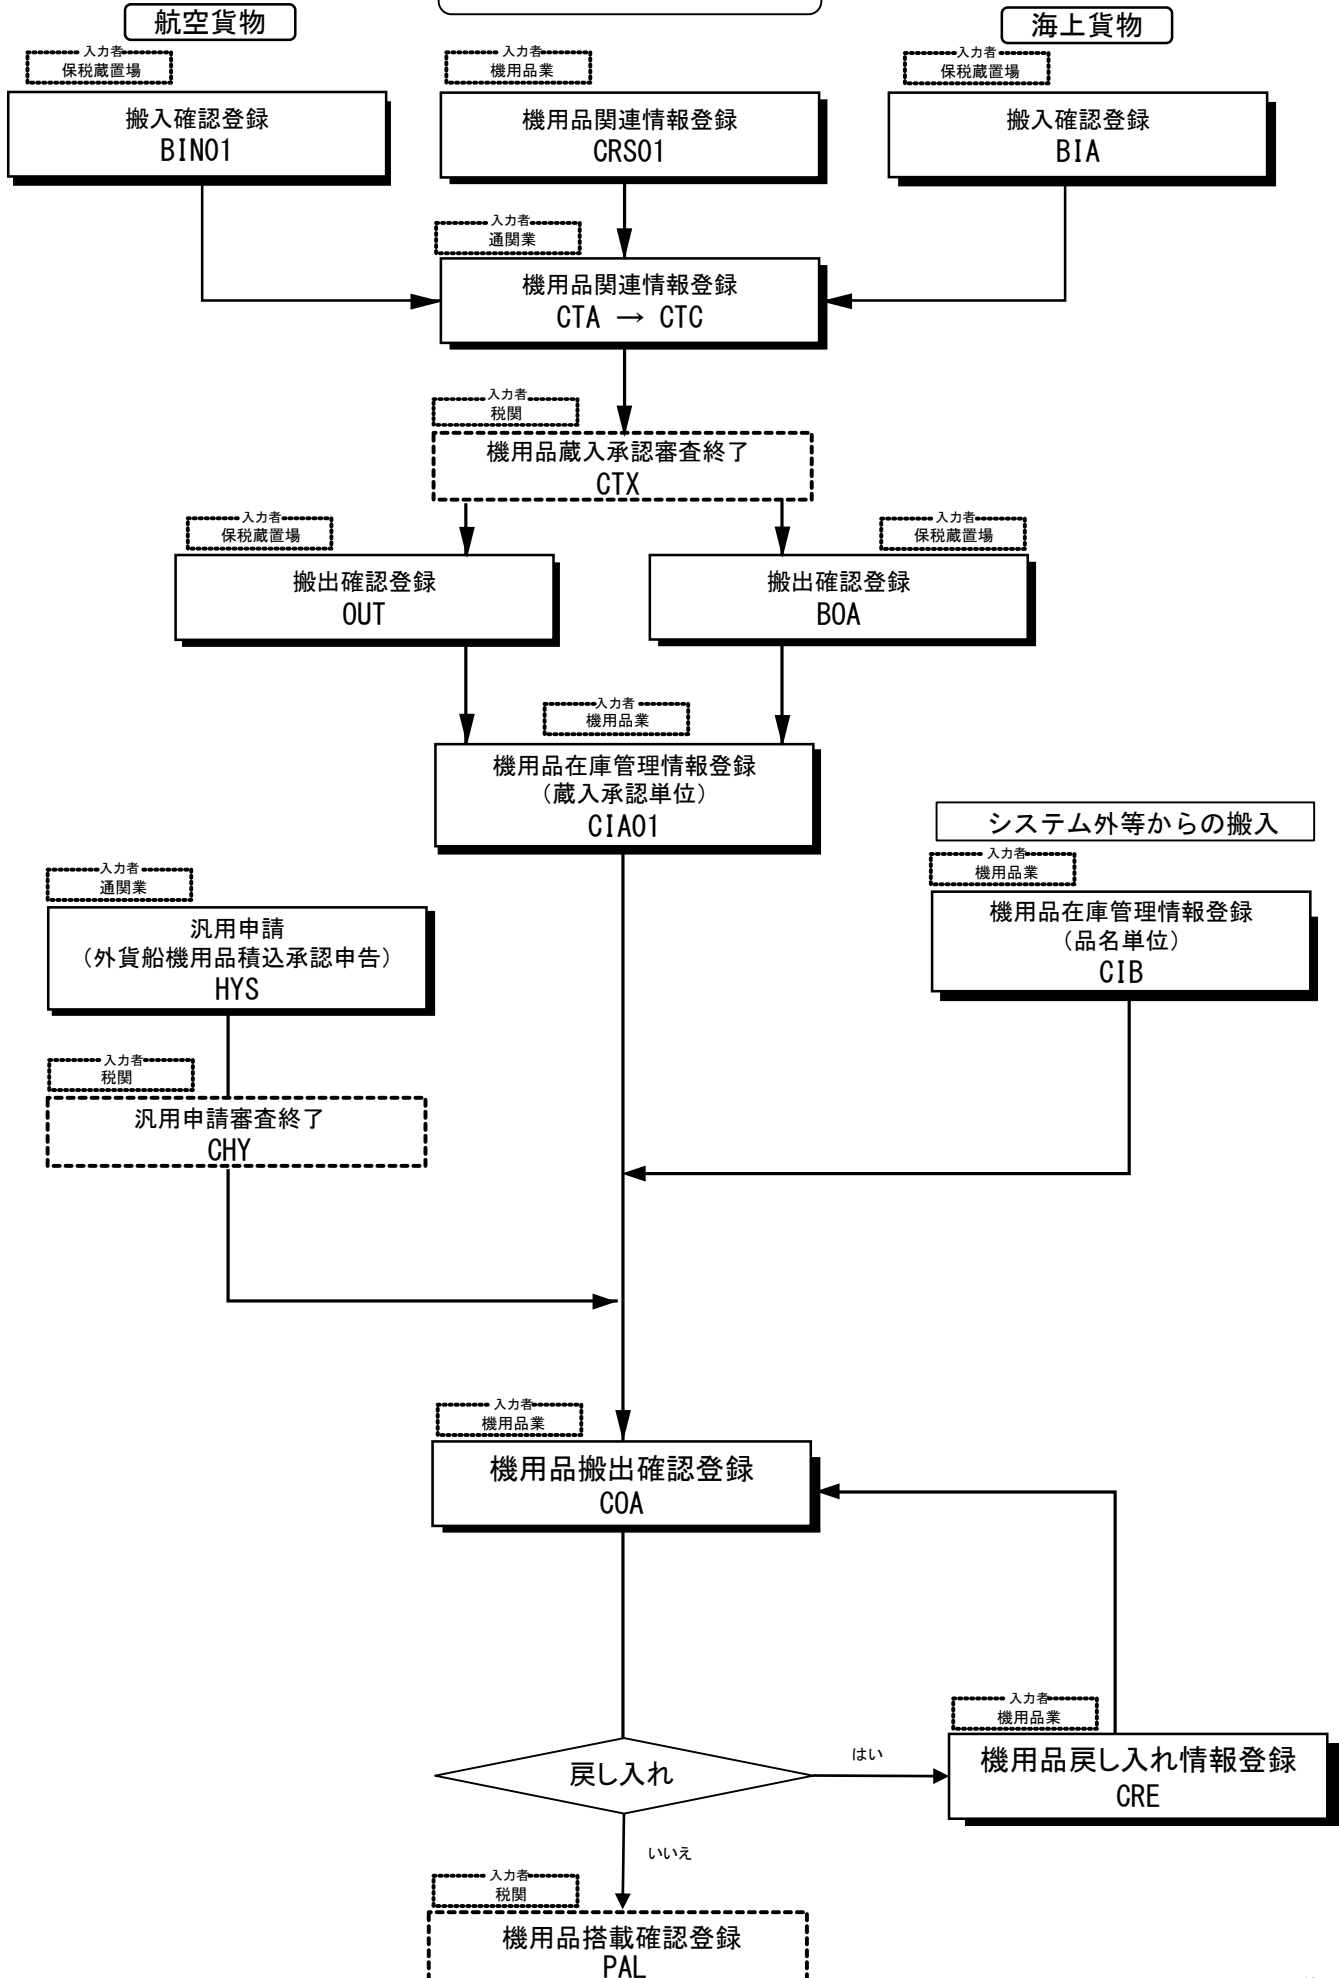 航空貨物
海上貨物
入力者
保税蔵置場
搬入確認登録
BIN01
入力者
機用品業
機用品関連情報登録
CRS01
入力者
保税蔵置場
搬入確認登録
BIA
入力者
通関業
機用品関連情報登録
CTA → CTC
入力者
税関
機用品蔵入承認審査終了
CTX
入力者
保税蔵置場
搬出確認登録
OUT
入力者
保税蔵置場
搬出確認登録
BOA
入力者
機用品業
機用品在庫管理情報登録
（蔵入承認単位）
CIA01
システム外等からの搬入
入力者
機用品業
機用品在庫管理情報登録
（品名単位）
CIB
入力者
通関業
汎用申請
（外貨船機用品積込承認申告）
HYS
入力者
税関
汎用申請審査終了
CHY
入力者
機用品業
機用品搬出確認登録
COA
戻し入れ
はい
入力者
機用品業
機用品戻し入れ情報登録
CRE
いいえ
入力者
税関
機用品搭載確認登録
PAL